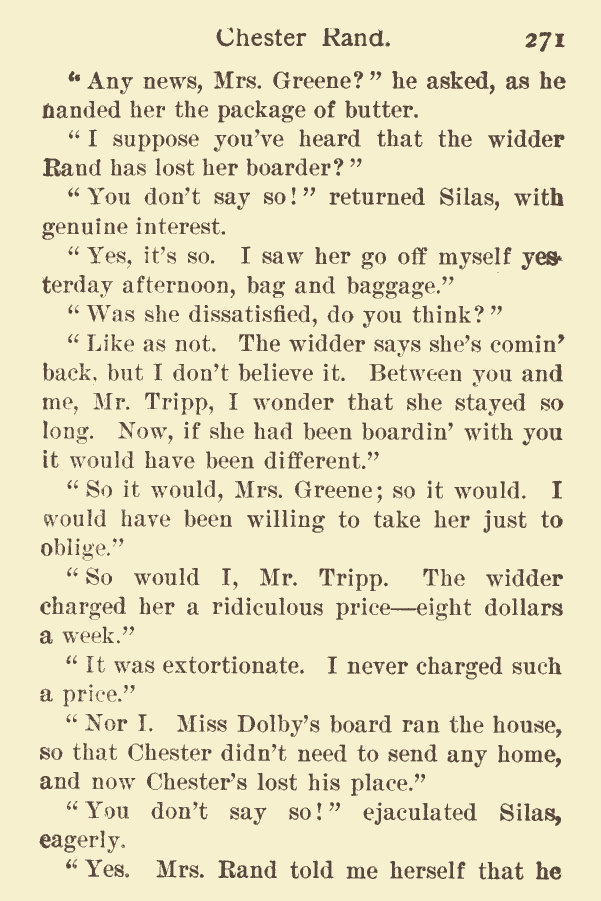 Chester Rand. 271
“ Any news, Mrs. Greene? ” he asked, as he
handed her the package of butter.
“ I suppose you’ve heard that the widder
Rand has lost her boarder? ”
“ You don’t say so! ” returned Silas, with
genuine interest.
“ Yes, it’s so. I saw her go off myself yes-
terday afternoon, bag and baggage.”
“ Was she dissatisfied, do you think? ”
“ Like as not. The widder says she’s comin’
back, but I don’t believe it. Between you and
me, Mr. Tripp, I wonder that she stayed so
long. Now, if she had been boardin’ with you
it would have been different.”
“ So it would, Mrs. Greene; so it would. I
would have been willing to take her just to
oblige.”
“ So would I, Mr. Tripp. The widder
charged her a ridiculous price—eight dollars
a week.”
“ It was extortionate. I never charged such
a price.”
“ Nor I. Miss Dolby’s board ran the house,
so that Chester didn’t need to send any home,
and now Chester’s lost his place.”
“ You don’t say so! ” ejaculated Silas,
eagerly.
“ Yes. Mrs. Rand told me herself that he